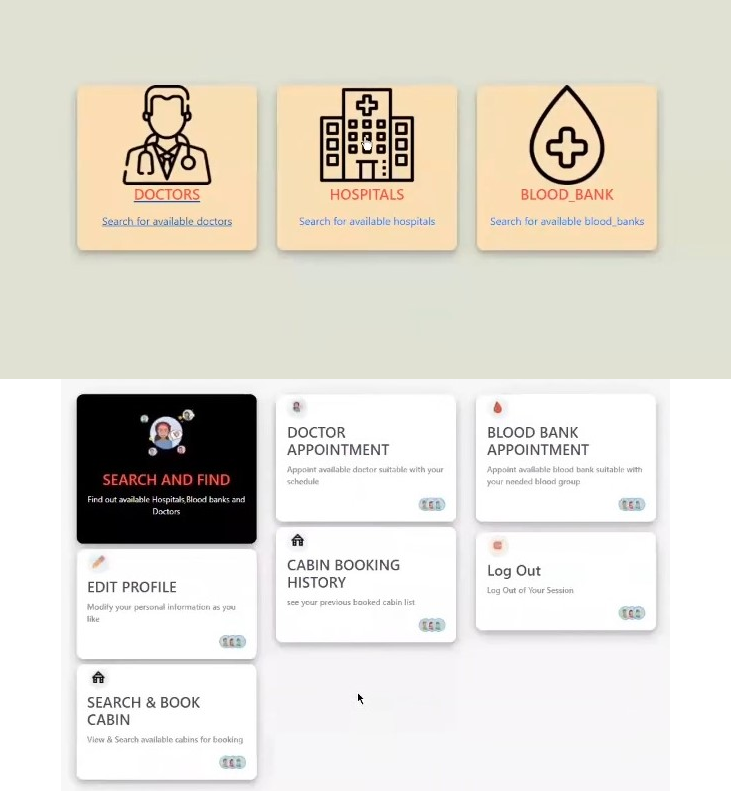 DOCTORS
Search for available doctors
HOSPITALS
Search for available hospitals
BLOOD_BANK
Search for available blood_banks
SEARCH AND FIND
Find out available Hospitals,Blood banks and
Doctors
EDIT PROFILE
Modify your personal information as you
like
SEARCH & BOOK
CABIN
View & Search available cabins for booking
DOCTOR
APPOINTMENT
Appoint available doctor suitable with your
schedule
CABIN BOOKING
HISTORY
see your previous booked cabin list
BLOOD BANK
APPOINTMENT
Appoint available blood bank suitable with
your needed blood group
Log Out
Log Out of Your Session